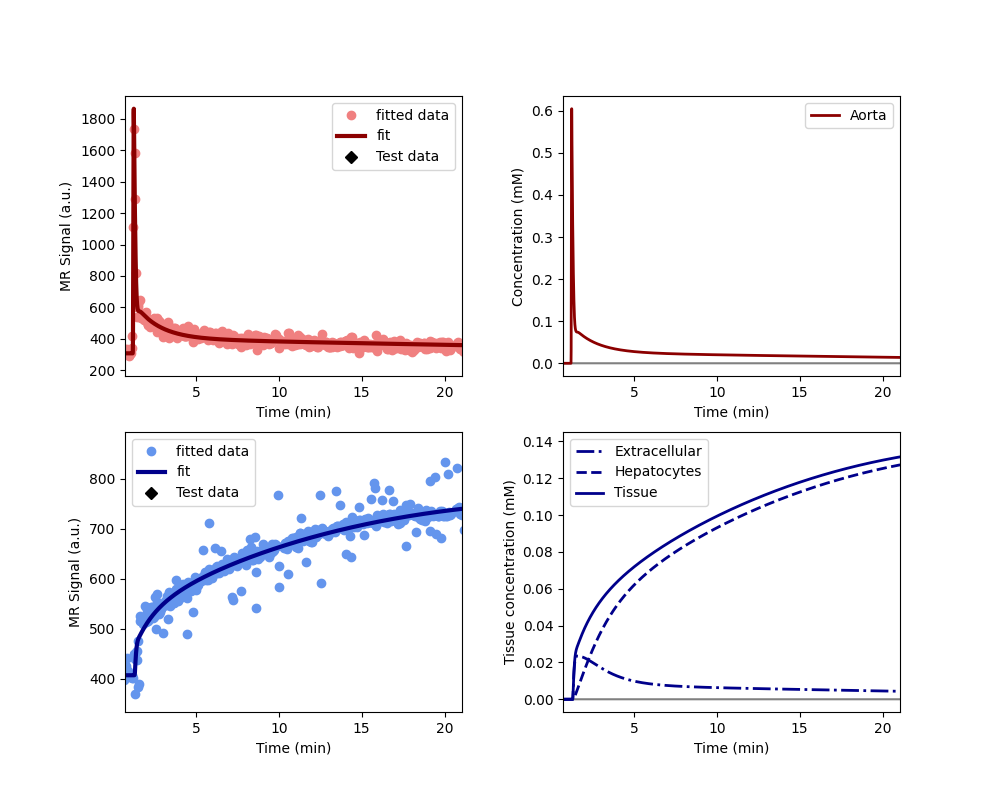 MR Signal (a.u.)
1800
1600
1400
1200
1000
800
600
400
200
fitted data
fit
Test data
5 10 15 20
Time (min)
Concentration (mM)
0.6
0.5
0.4
0.3
0.2
0.1
0.0
Aorta
5 10 15 20
Time (min)
MR Signal (a.u.)
800
700
600
500
400
fitted data
fit
Test data
5 10 15 20
Time (min)
Tissue concentration (mM)
0.14
0.12
0.10
0.08
0.06
0.04
0.02
0.00
Extracellular
Hepatocytes
Tissue
5 10 15 20
Time (min)